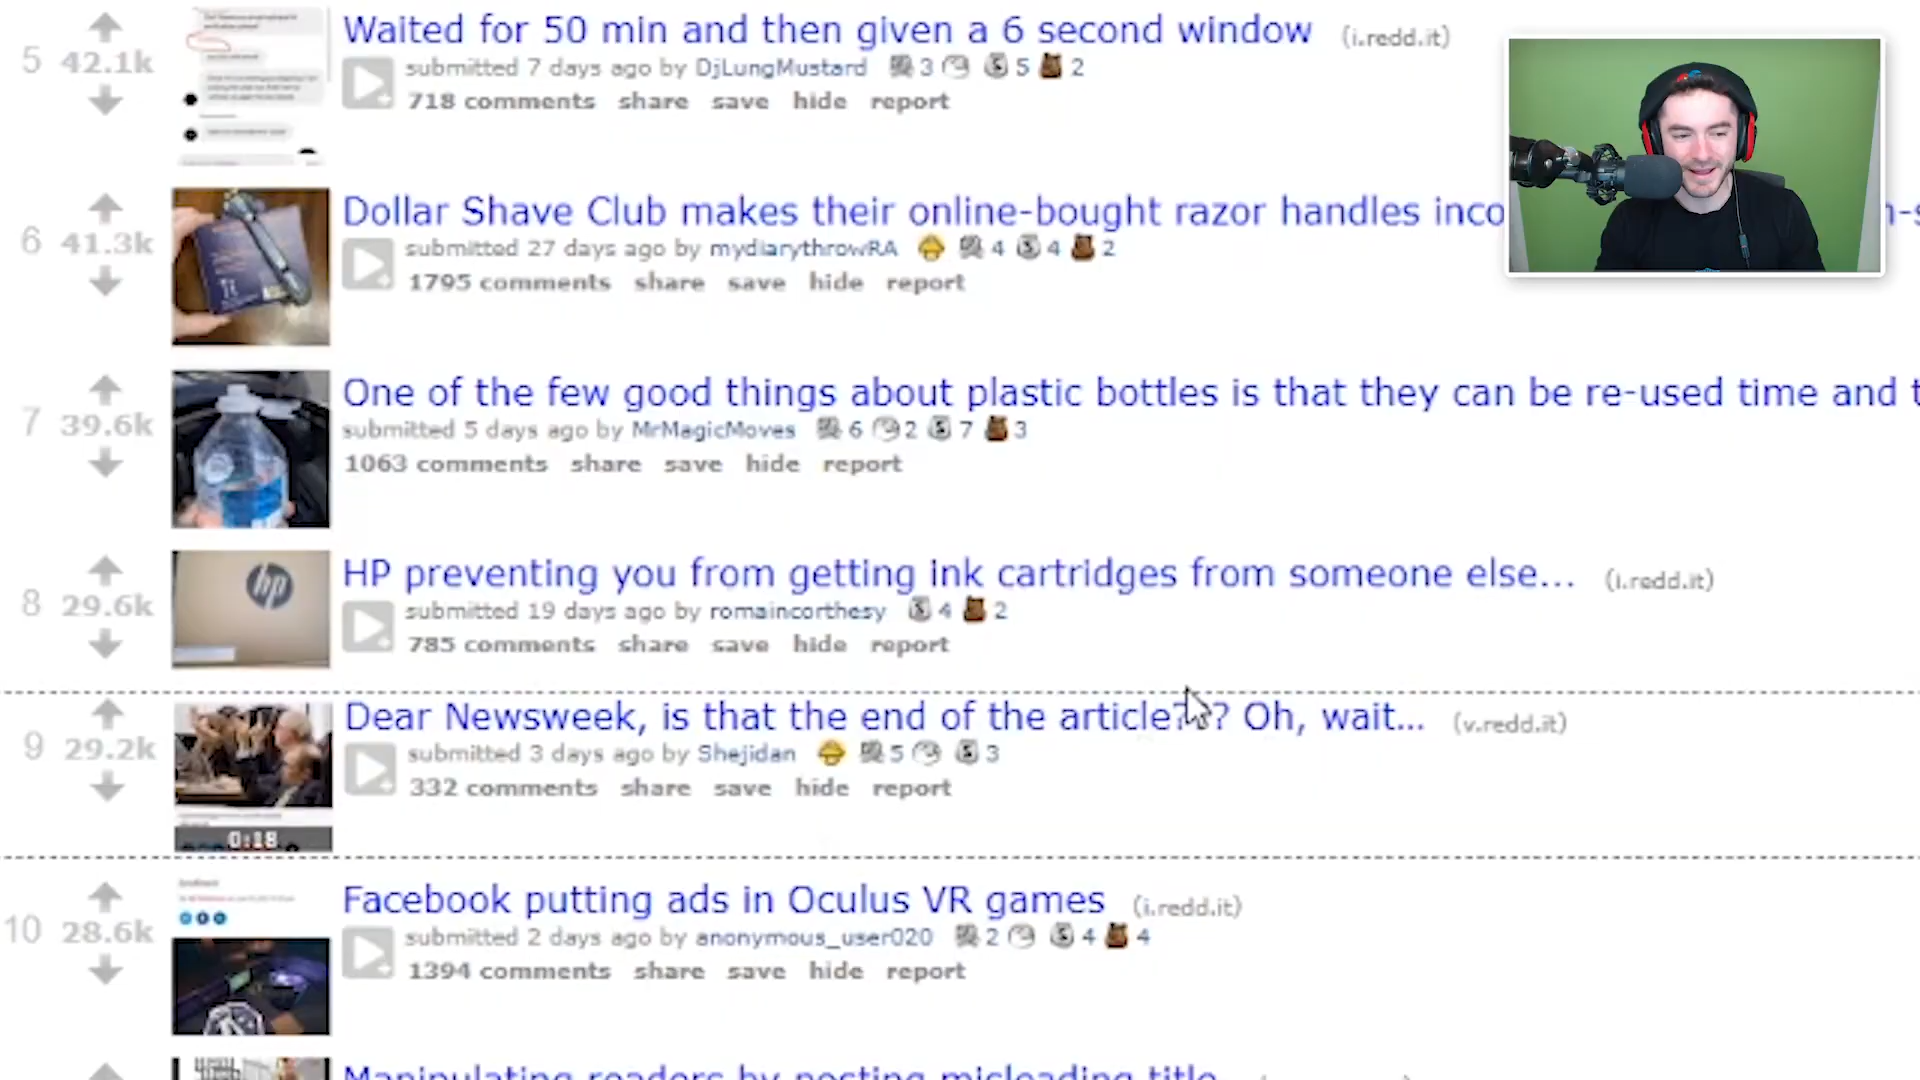 5 42.1k Waited for 50 min and then given a 6 second window (i.redd.it)
submitted 7 days ago by DjLungMustard 3 5 2
718 comments share save hide report
6 41.3k Dollar Shave Club makes their online-bought razor handles
submitted 27 days ago by mydiarythrowRA 4 4 2
1795 comments share save hide report
7 39.6k One of the few good things about plastic bottles is that they can be re-used time and
submitted 5 days ago by MrMagicMoves 6 2 7 3
1063 comments share save hide report
8 29.6k HP preventing you from getting ink cartridges from someone else... (i.redd.it)
hp
submitted 19 days ago by romaincorthesy 4 2
785 comments share save hide report
9 29.2k Dear Newsweek, is that the end of the article?? Oh, wait... (v.redd.it)
submitted 3 days ago by Shejidan 5 3
332 comments share save hide report
0:18
10 28.6k Facebook putting ads in Oculus VR games (i.redd.it)
submitted 2 days ago by anonymous_user020 2 4 4
1394 comments share save hide report
Manipulating readers by posting misleading title